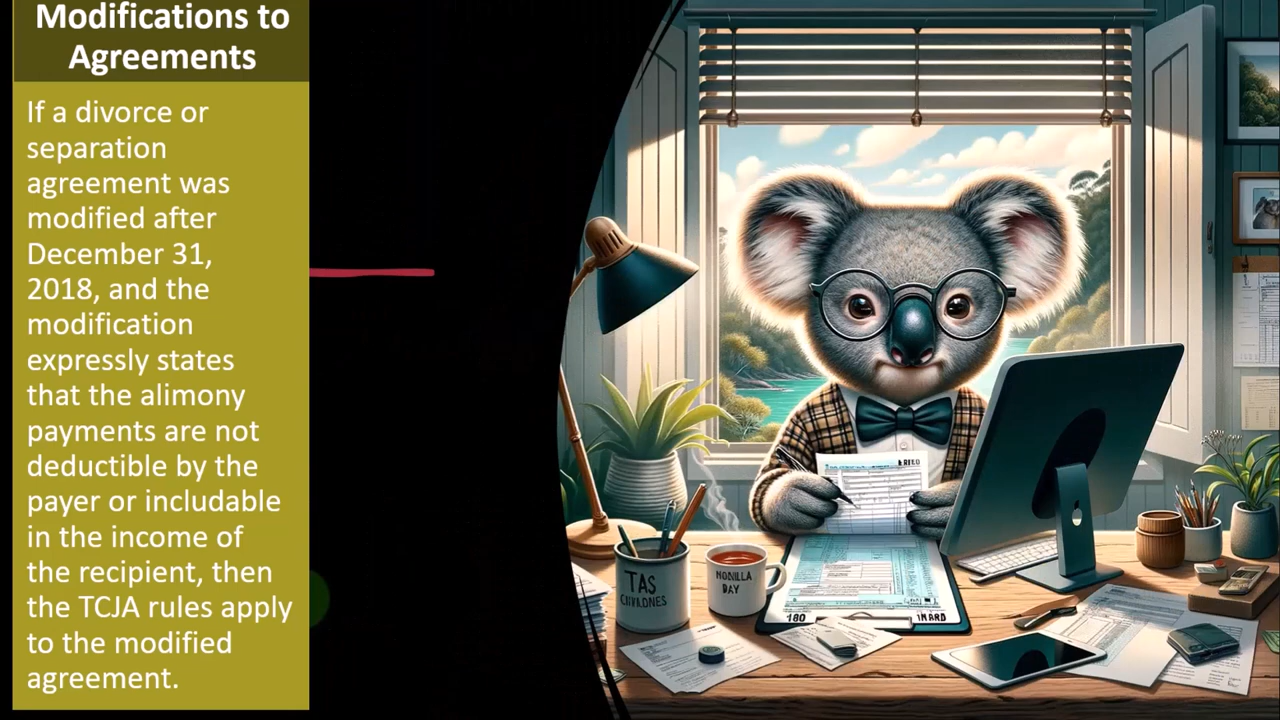 Modifications to
Agreements
If a divorce or
separation
agreement was
modified after
December 31,
2018, and the
modification
expressly states
that the alimony
payments are not
deductible by the
payer or includable
in the income of
the recipient, then
the TCJA rules apply
to the modified
agreement.
TAS
NODILLA
DAY
180